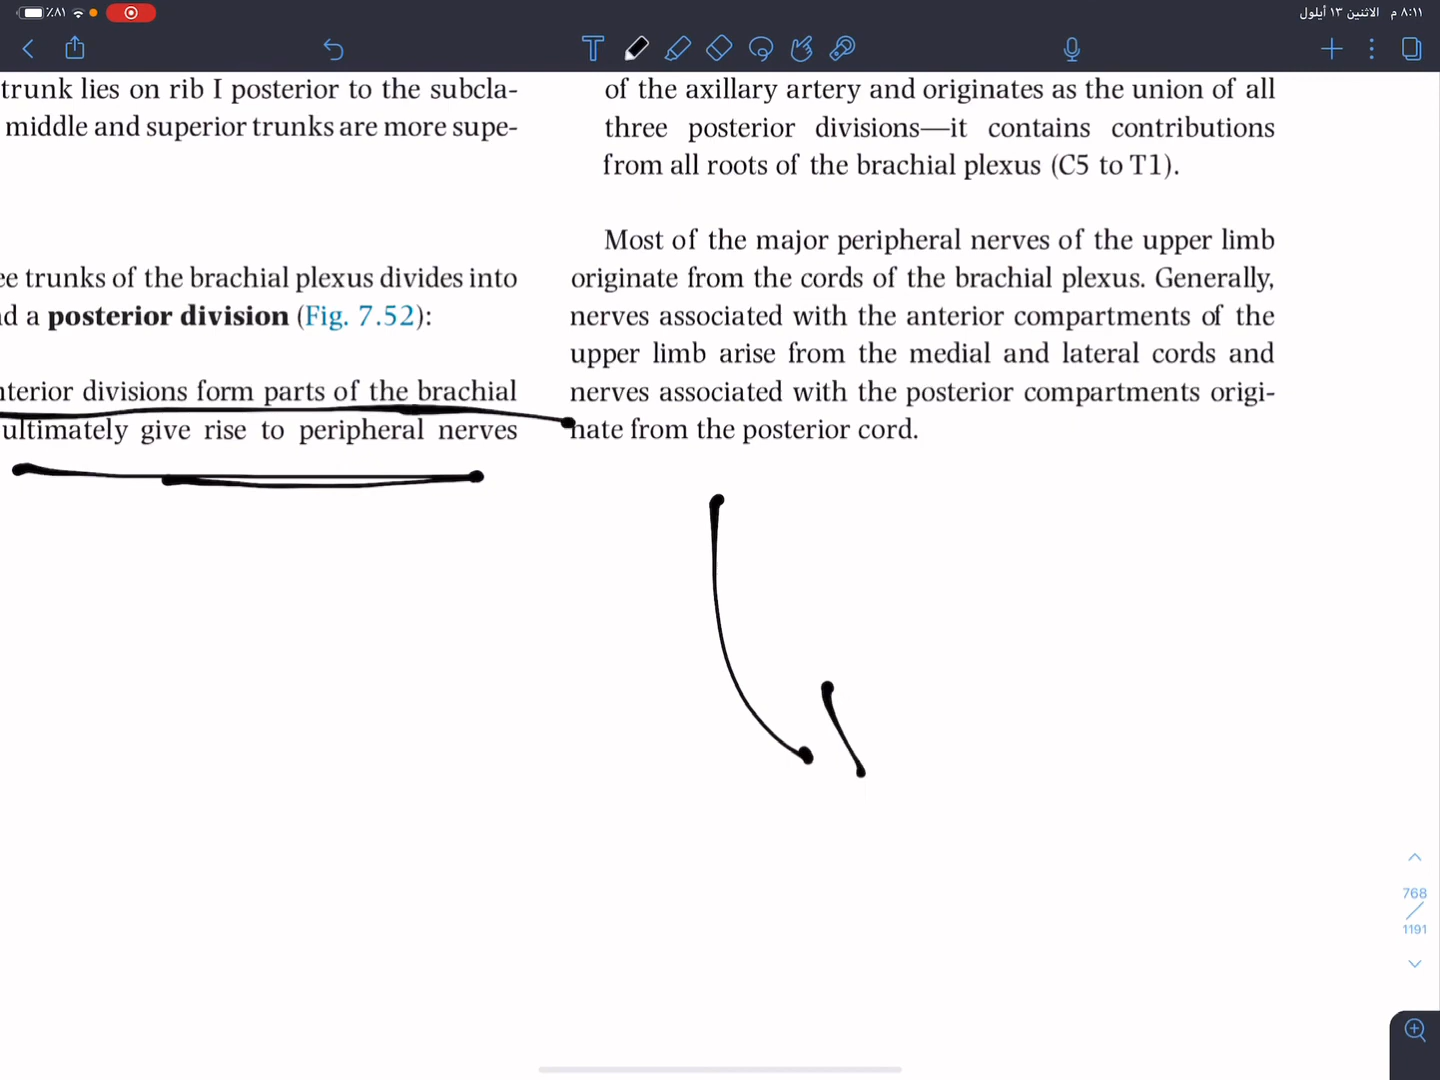 ٪٨١
٨:١١ م الاثنين ١٣ أيلول
trunk lies on rib I posterior to the subcla-
middle and superior trunks are more supe-
ee trunks of the brachial plexus divides into
d a posterior division (Fig. 7.52):
nterior divisions form parts of the brachial
ultimately give rise to peripheral nerves
of the axillary artery and originates as the union of all
three posterior divisions—it contains contributions
from all roots of the brachial plexus (C5 to T1).
Most of the major peripheral nerves of the upper limb
originate from the cords of the brachial plexus. Generally,
nerves associated with the anterior compartments of the
upper limb arise from the medial and lateral cords and
nerves associated with the posterior compartments origi-
nate from the posterior cord.
768
1191